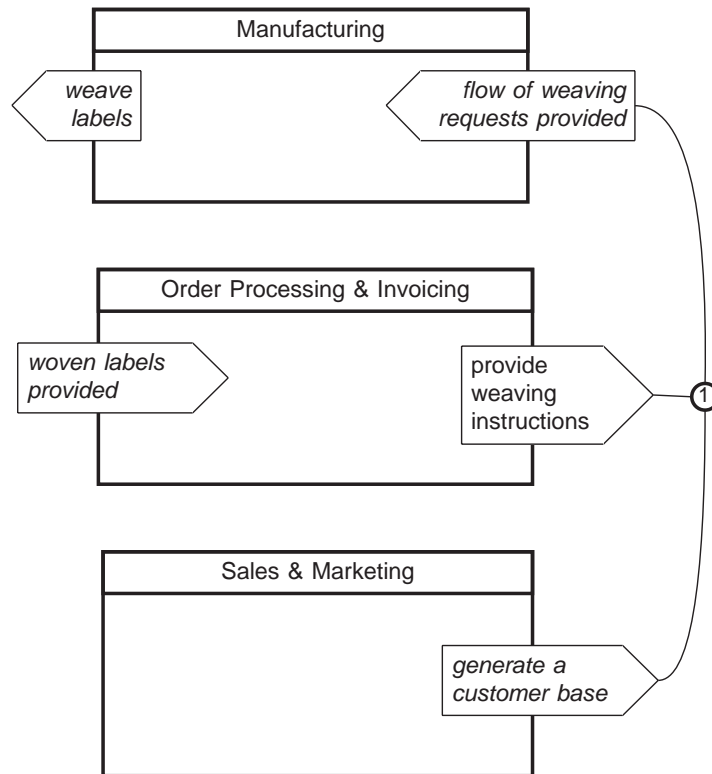 Manufacturing
weave
labels
flow of weaving
requests provided
Order Processing & Invoicing
woven labels
provided
provide
weaving
instructions
1
Sales & Marketing
generate a
customer base